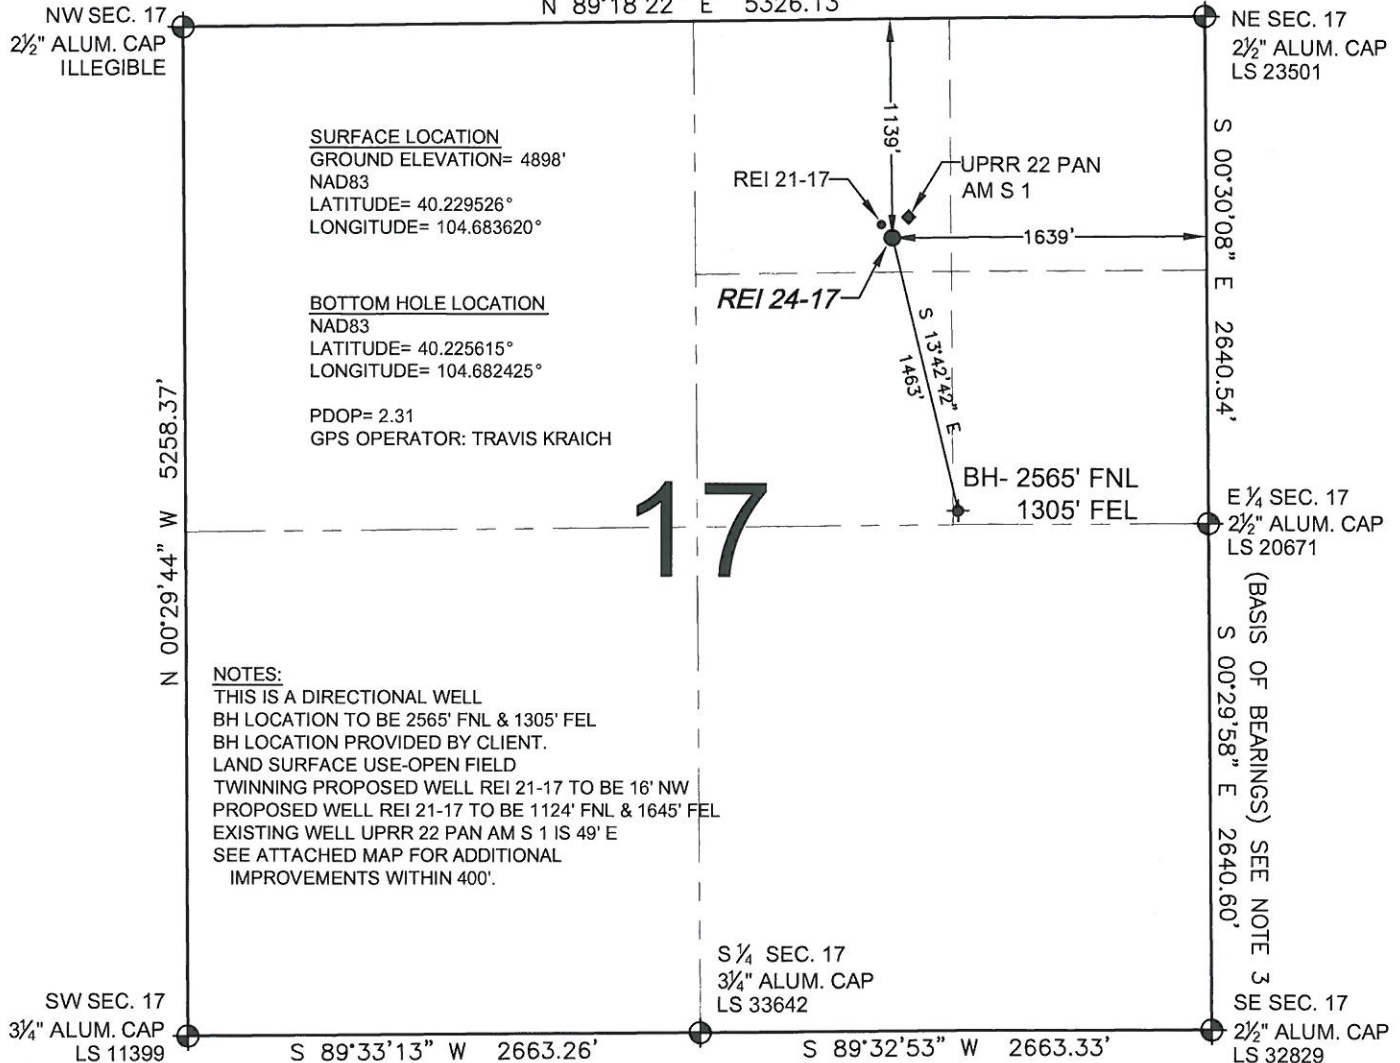 N 89°18'22" E 5326.13'
NW SEC. 17
2½" ALUM. CAP
ILLEGIBLE
NE SEC. 17
2½" ALUM. CAP
LS 23501
SURFACE LOCATION
GROUND ELEVATION= 4898'
NAD83
LATITUDE= 40.229526°
LONGITUDE= 104.683620°
BOTTOM HOLE LOCATION
NAD83
LATITUDE= 40.225615°
LONGITUDE= 104.682425°
PDOP= 2.31
GPS OPERATOR: TRAVIS KRAICH
1139'
REI 21-17
UPRR 22 PAN
AM S 1
1639'
REI 24-17
S 13°42'42" E
1463'
S 00°30'08" E 2640.54'
N 00°29'44" W 5258.37'
17
BH- 2565' FNL
1305' FEL
E ¼ SEC. 17
2½" ALUM. CAP
LS 20671
(BASIS OF BEARINGS) SEE NOTE 3
S 00°29'58" E 2640.60'
NOTES:
THIS IS A DIRECTIONAL WELL
BH LOCATION TO BE 2565' FNL & 1305' FEL
BH LOCATION PROVIDED BY CLIENT.
LAND SURFACE USE-OPEN FIELD
TWINNING PROPOSED WELL REI 21-17 TO BE 16' NW
PROPOSED WELL REI 21-17 TO BE 1124' FNL & 1645' FEL
EXISTING WELL UPRR 22 PAN AM S 1 IS 49' E
SEE ATTACHED MAP FOR ADDITIONAL
IMPROVEMENTS WITHIN 400'.
S ¼ SEC. 17
3¼" ALUM. CAP
LS 33642
SW SEC. 17
3¼" ALUM. CAP
LS 11399
SE SEC. 17
2½" ALUM. CAP
LS 32829
S 89°33'13" W 2663.26'
S 89°32'53" W 2663.33'